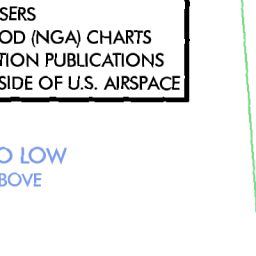 SERS
OD (NGA) CHARTS
TION PUBLICATIONS
SIDE OF U.S. AIRSPACE
O LOW
BOVE